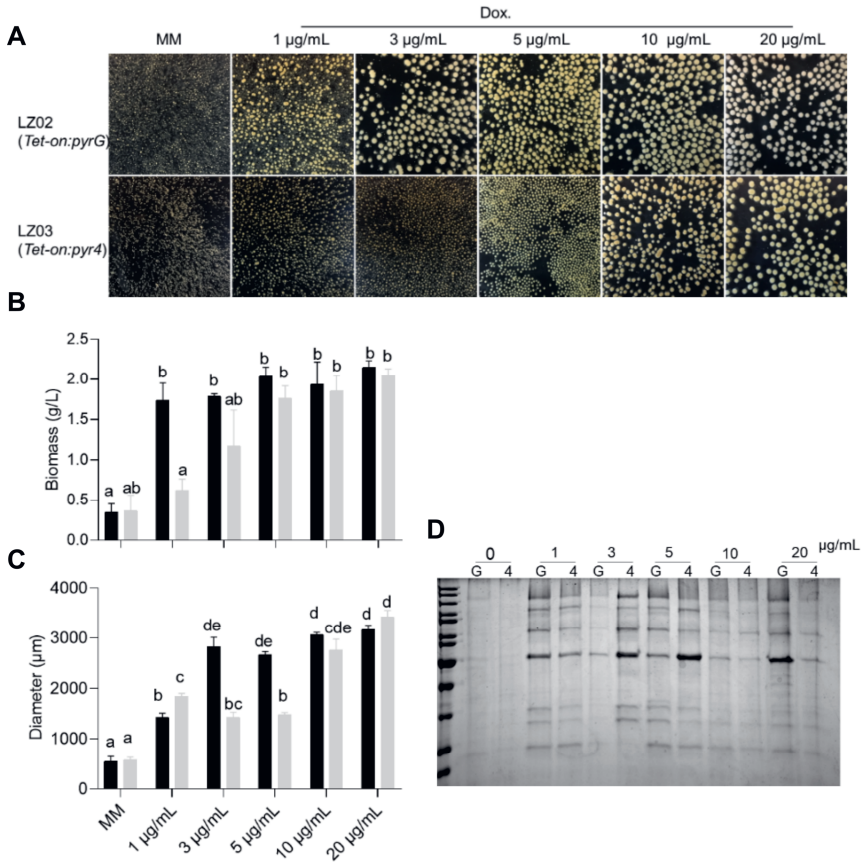 A
Dox.
MM 1 µg/mL 3 µg/mL 5 µg/mL 10 µg/mL 20 µg/mL
LZ02
(Tet-on:pyrG)
LZ03
(Tet-on:pyr4)
B
Biomass (g/L)
2.5
2.0
1.5
1.0
0.5
0.0
a ab b a b ab b b b b b b
C
Diameter (µm)
4000
3000
2000
1000
0
a a b c de bc de b d cde d d
MM 1 µg/mL 3 µg/mL 5 µg/mL 10 µg/mL 20 µg/mL
D
0 1 3 5 10 20 µg/mL
G 4 G 4 G 4 G 4 G 4 G 4